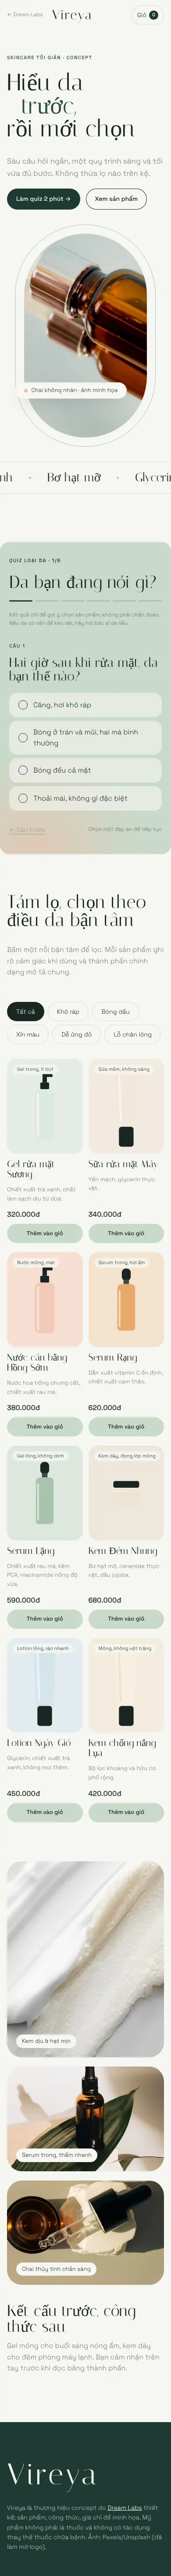 ← Dream Labs
Vireya
Giỏ 0
SKINCARE TỐI GIẢN · CONCEPT
Hiểu da
trước,
rồi mới chọn
Sáu câu hỏi ngắn, một quy trình sáng và tối
vừa đủ bước. Không thừa lọ nào trên kệ.
Làm quiz 2 phút →
Xem sản phẩm
Chai không nhãn · ảnh minh họa
nh
Bơ hạt mỡ
Glycerin
QUIZ LOẠI DA · 1/6
Da bạn đang nói gì?
Kết quả chỉ để gợi ý chọn sản phẩm, không phải chẩn đoán.
Nếu da có vấn đề kéo dài, hãy hỏi bác sĩ da liễu.
CÂU 1
Hai giờ sau khi rửa mặt, da
bạn thế nào?
Căng, hơi khô ráp
Bóng ở trán và mũi, hai má bình
thường
Bóng đều cả mặt
Thoải mái, không gì đặc biệt
← Câu trước
Chọn một đáp án để tiếp tục
Tám lọ, chọn theo
điều da bận tâm
Bấm một nỗi bận tâm để lọc. Mỗi sản phẩm ghi
rõ cảm giác khi dùng và thành phần chính
dạng mô tả chung.
Tất cả
Khô ráp
Bóng dầu
Xỉn màu
Dễ ửng đỏ
Lỗ chân lông
Gel trong, ít bọt
Sữa mềm, không căng
Gel rửa mặt
Sương
Chiết xuất trà xanh, chất
làm sạch dịu từ dừa.
320.000đ
Thêm vào giỏ
Sữa rửa mặt Mây
Yến mạch, glycerin thực
vật.
340.000đ
Thêm vào giỏ
Nước mỏng, mát
Serum trong, hơi ẩm
Nước cân bằng
Hồng Sớm
Nước hoa hồng chưng cất,
chiết xuất rau má.
380.000đ
Thêm vào giỏ
Serum Rạng
Dẫn xuất vitamin C ổn định,
chiết xuất cam thảo.
620.000đ
Thêm vào giỏ
Gel lỏng, không dính
Kem dày, đọng lớp mỏng
Serum Lặng
Chiết xuất rau má, kẽm
PCA, niacinamide nồng độ
vừa.
590.000đ
Thêm vào giỏ
Kem Đêm Nhung
Bơ hạt mỡ, ceramide thực
vật, dầu jojoba.
680.000đ
Thêm vào giỏ
Lotion lỏng, ráo nhanh
Mỏng, không vệt trắng
Lotion Ngày Gió
Glycerin, chiết xuất trà
xanh, không mùi thêm.
450.000đ
Thêm vào giỏ
Kem chống nắng
Lụa
Bộ lọc khoáng và hữu cơ
phổ rộng.
420.000đ
Thêm vào giỏ
Kem dịu & hạt mịn
Serum trong, thấm nhanh
Chai thủy tinh chắn sáng
Kết cấu trước, công
thức sau
Gel mỏng cho buổi sáng nóng ẩm, kem dày
cho đêm phòng máy lạnh. Bạn cảm nhận trên
tay trước khi đọc bảng thành phần.
Vireya
Vireya là thương hiệu concept do Dream Labs thiết
kế; sản phẩm, công thức, giá chỉ để minh họa. Mỹ
phẩm không phải là thuốc và không có tác dụng
thay thế thuốc chữa bệnh. Ảnh: Pexels/Unsplash (đã
làm mờ logo).